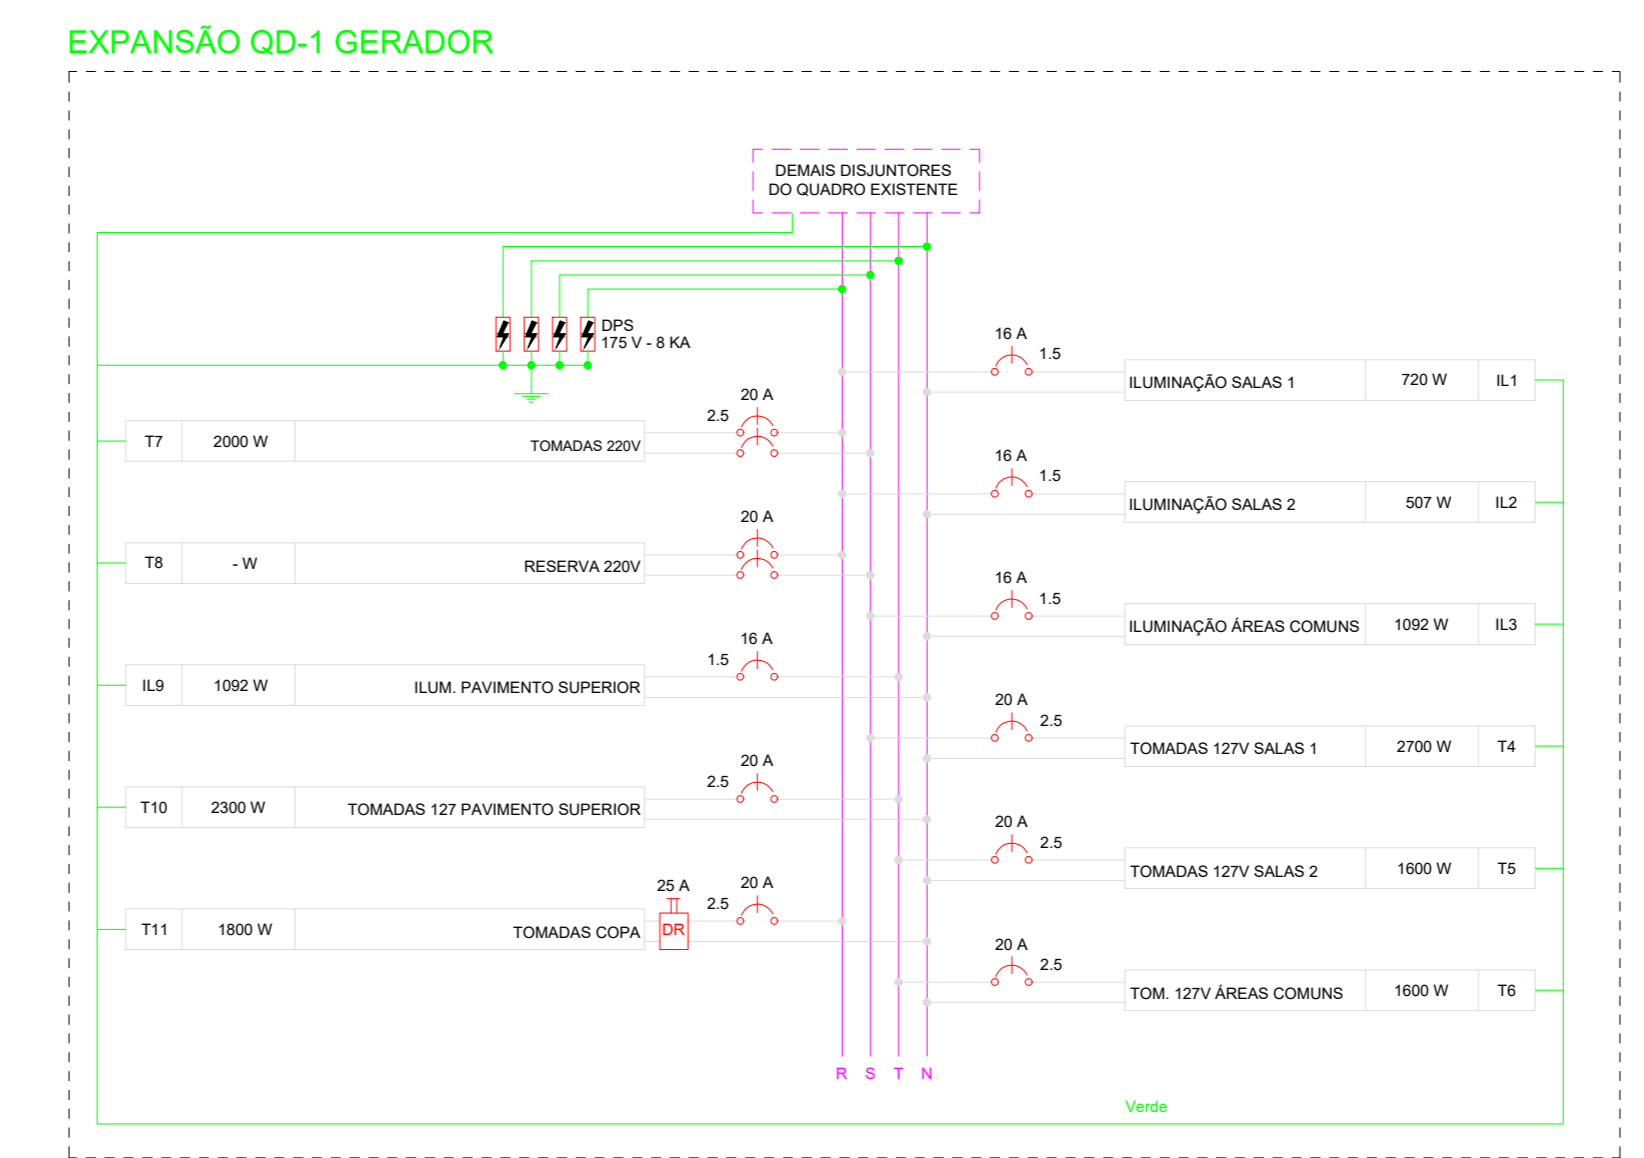 EXPANSÃO QD-1 GERADOR
DEMAIS DISJUNTORES
DO QUADRO EXISTENTE
DPS
175 V - 8 KA
20 A
2.5
T7 2000 W TOMADAS 220V
20 A
T8 - W RESERVA 220V
16 A
1.5
IL9 1092 W ILUM. PAVIMENTO SUPERIOR
20 A
2.5
T10 2300 W TOMADAS 127 PAVIMENTO SUPERIOR
25 A
20 A
2.5
T11 1800 W TOMADAS COPA DR
16 A
1.5
ILUMINAÇÃO SALAS 1 720 W IL1
16 A
1.5
ILUMINAÇÃO SALAS 2 507 W IL2
16 A
1.5
ILUMINAÇÃO ÁREAS COMUNS 1092 W IL3
20 A
2.5
TOMADAS 127V SALAS 1 2700 W T4
20 A
2.5
TOMADAS 127V SALAS 2 1600 W T5
20 A
2.5
TOM. 127V ÁREAS COMUNS 1600 W T6
R S T N
Verde